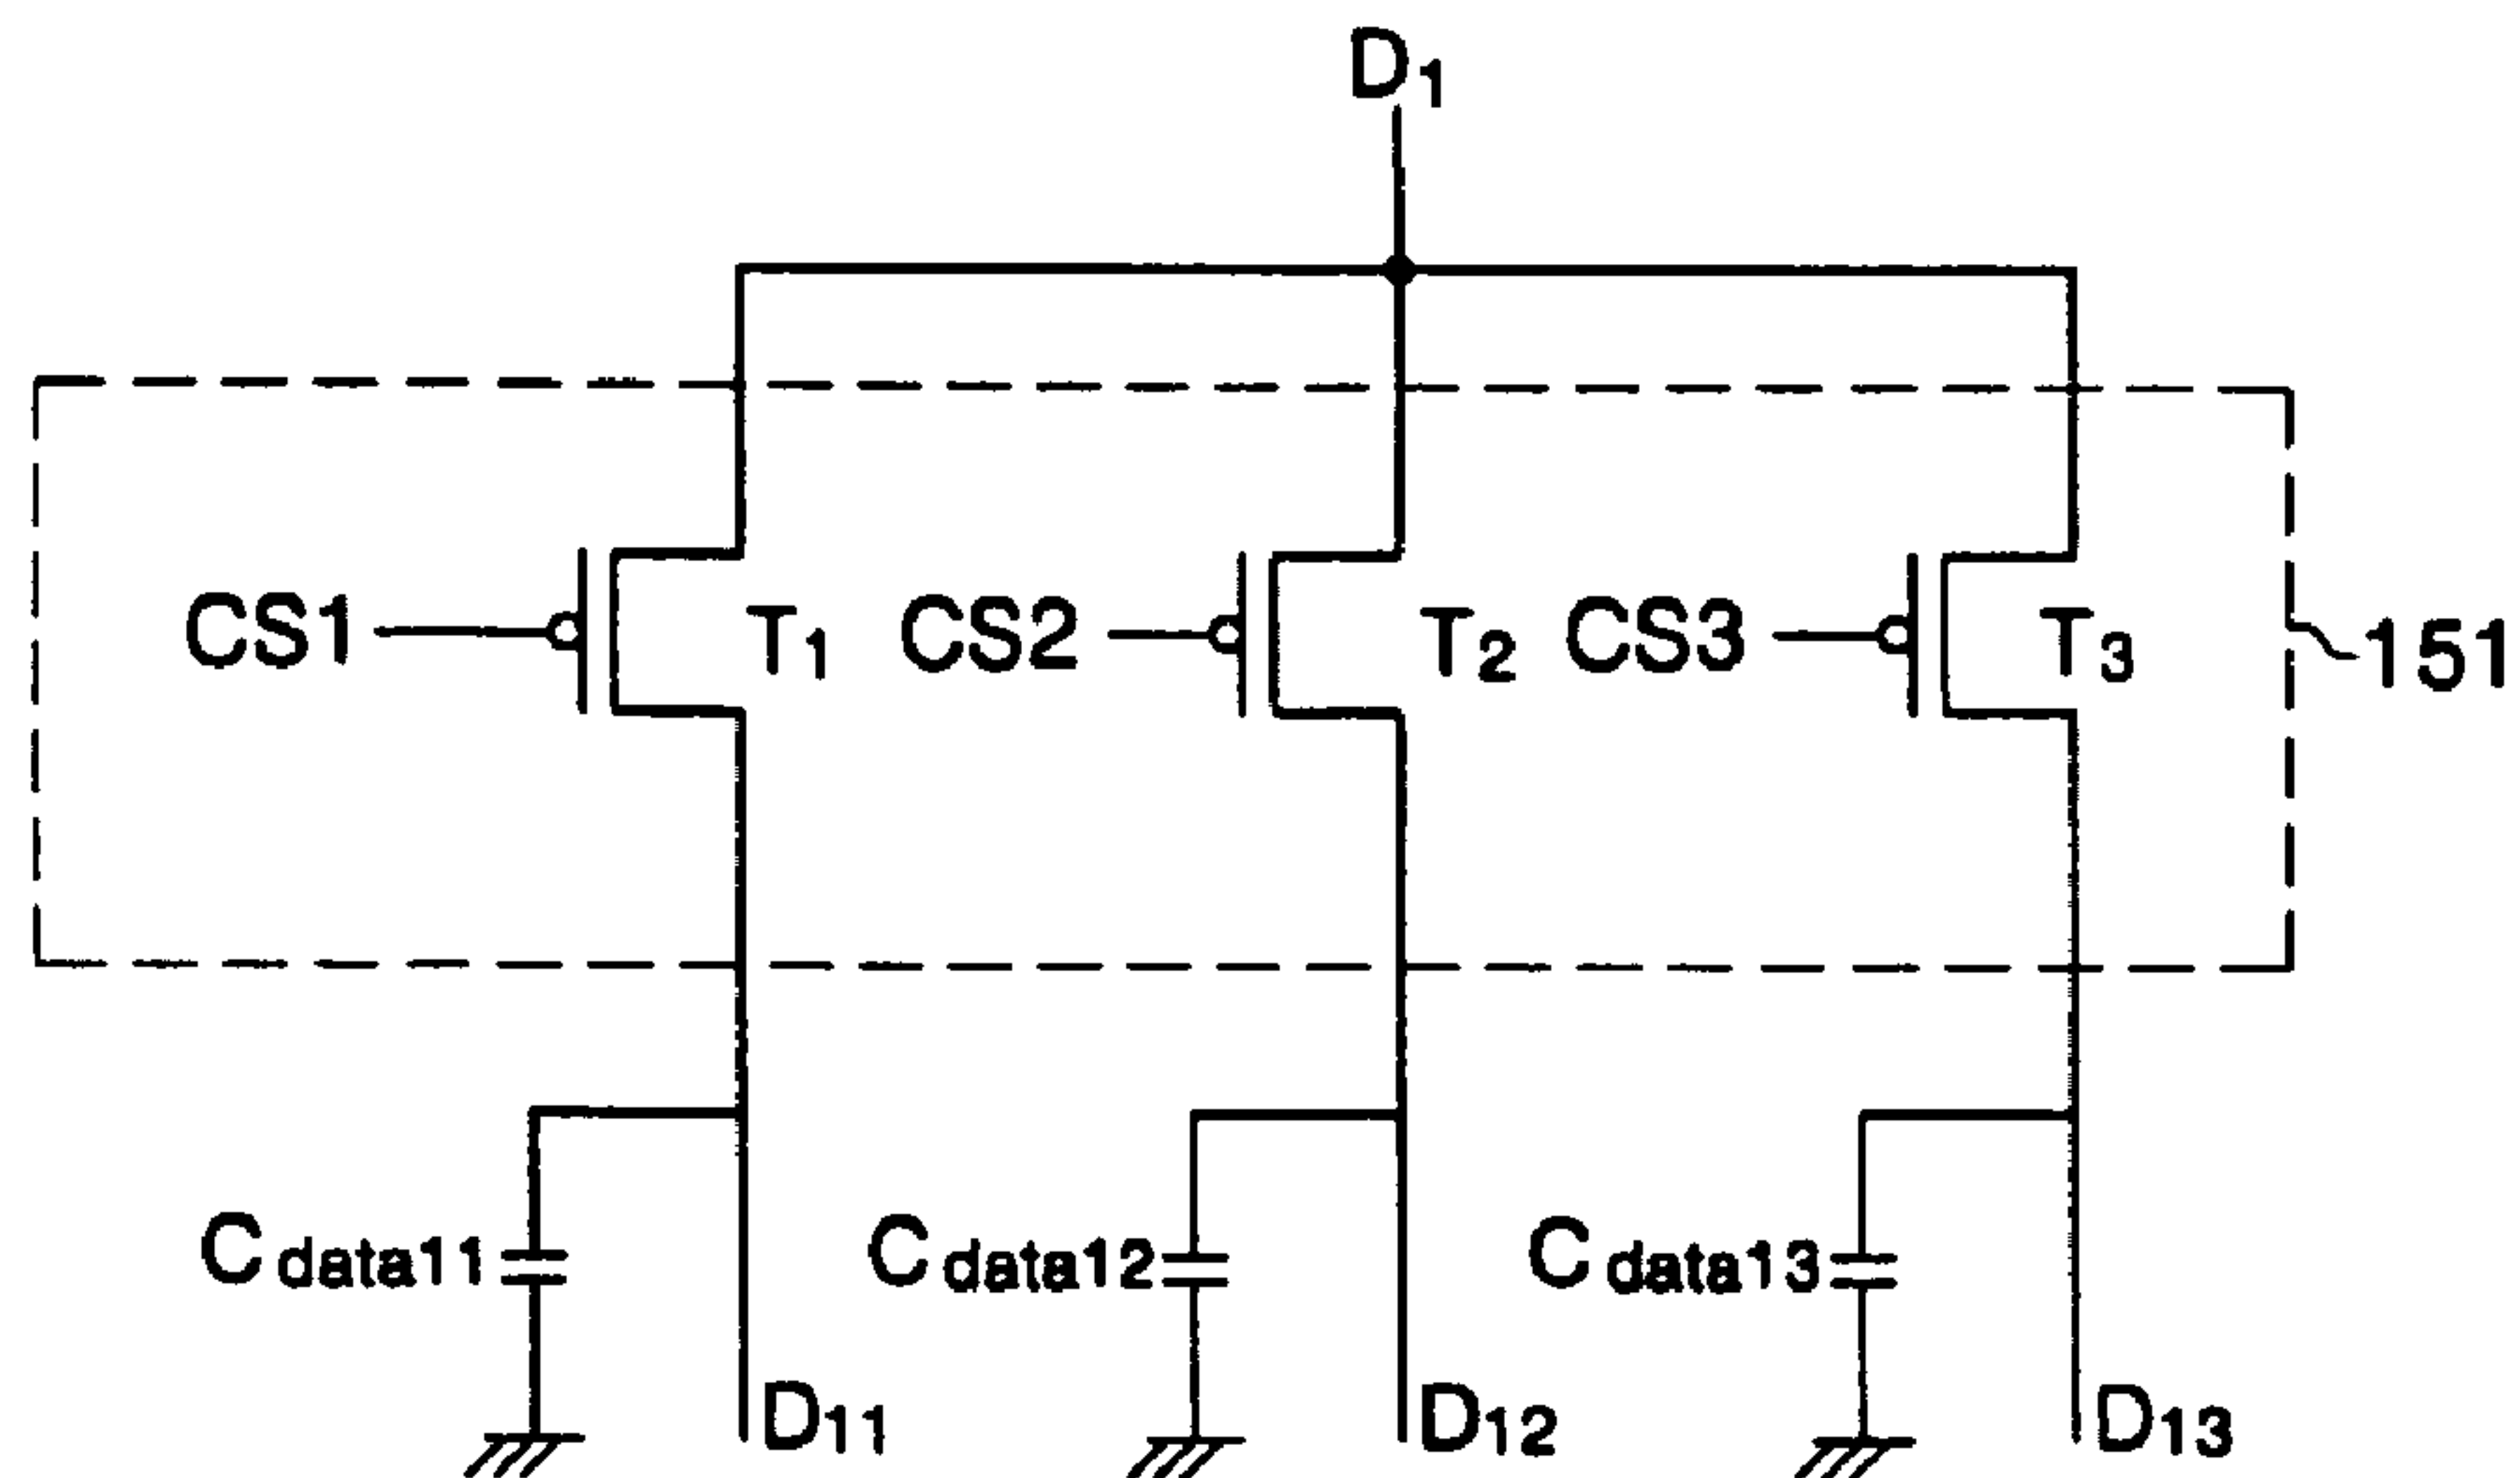 D1
CS1 T1 CS2 T2 CS3 T3 151
Cdata11 Cdata12 Cdata13
D11 D12 D13